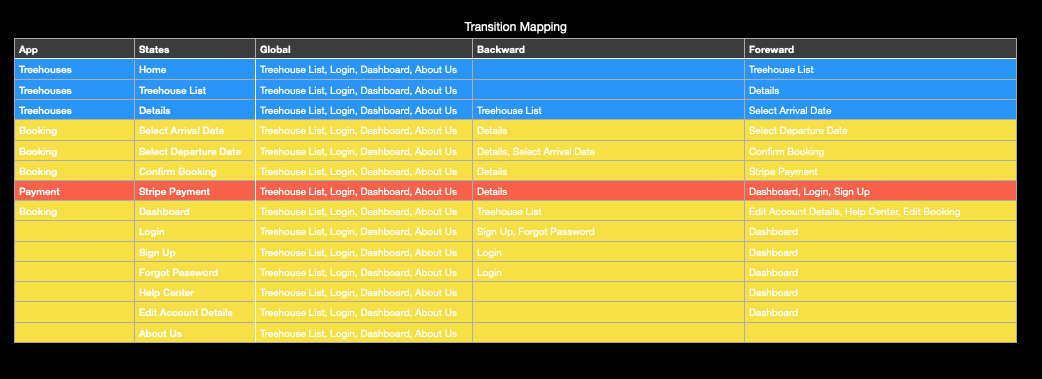 Transition Mapping
App States Global Backward Foreward
Treehouses Home Treehouse List, Login, Dashboard, About Us Treehouse List
Treehouses Treehouse List Treehouse List, Login, Dashboard, About Us Details
Treehouses Details Treehouse List, Login, Dashboard, About Us Treehouse List Select Arrival Date
Booking Select Arrival Date Treehouse List, Login, Dashboard, About Us Details Select Departure Date
Booking Select Departure Date Treehouse List, Login, Dashboard, About Us Details, Select Arrival Date Confirm Booking
Booking Confirm Booking Treehouse List, Login, Dashboard, About Us Details Stripe Payment
Payment Stripe Payment Treehouse List, Login, Dashboard, About Us Details Dashboard, Login, Sign Up
Booking Dashboard Treehouse List, Login, Dashboard, About Us Treehouse List Edit Account Details, Help Center, Edit Booking
Login Treehouse List, Login, Dashboard, About Us Sign Up, Forgot Password Dashboard
Sign Up Treehouse List, Login, Dashboard, About Us Login Dashboard
Forgot Password Treehouse List, Login, Dashboard, About Us Login Dashboard
Help Center Treehouse List, Login, Dashboard, About Us Dashboard
Edit Account Details Treehouse List, Login, Dashboard, About Us Dashboard
About Us Treehouse List, Login, Dashboard, About Us